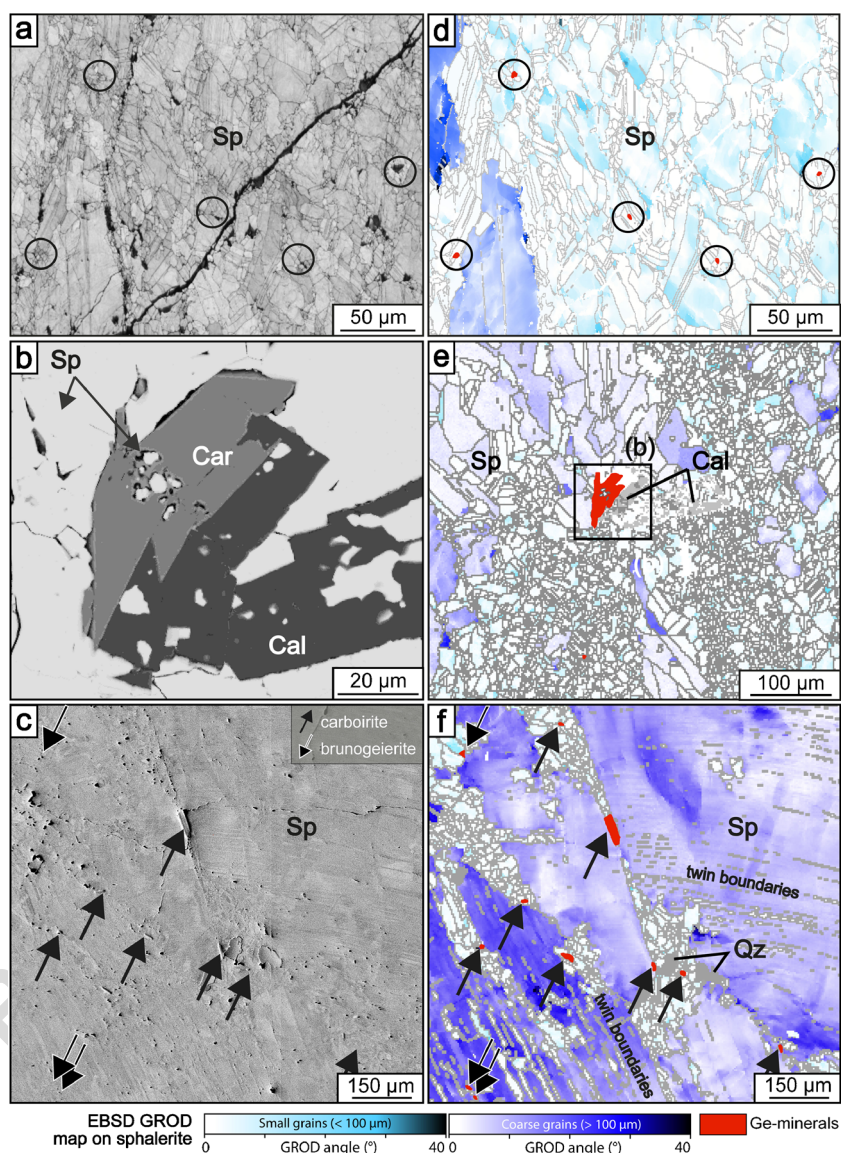 a
Sp
50 µm
d
Sp
50 µm
b
Sp
Car
Cal
20 µm
e
Sp
(b)
Cal
100 µm
c
carboirite
brunogeierite
Sp
150 µm
f
Sp
twin boundaries
Qz
twin boundaries
150 µm
EBSD GROD
map on sphalerite
Small grains (< 100 µm)
0 GROD angle (°) 40
Coarse grains (> 100 µm)
0 GROD angle (°) 40
Ge-minerals